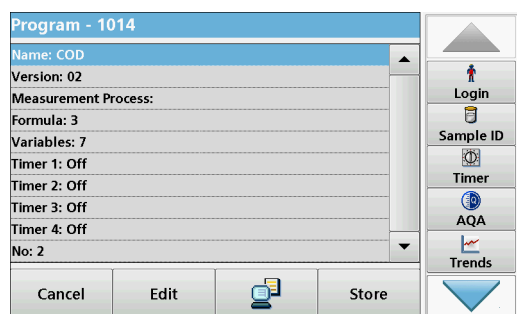 Program - 1014
Name: COD
Version: 02
Measurement Process:
Formula: 3
Variables: 7
Timer 1: Off
Timer 2: Off
Timer 3: Off
Timer 4: Off
No: 2
Cancel
Edit
Store
Login
Sample ID
Timer
AQA
Trends